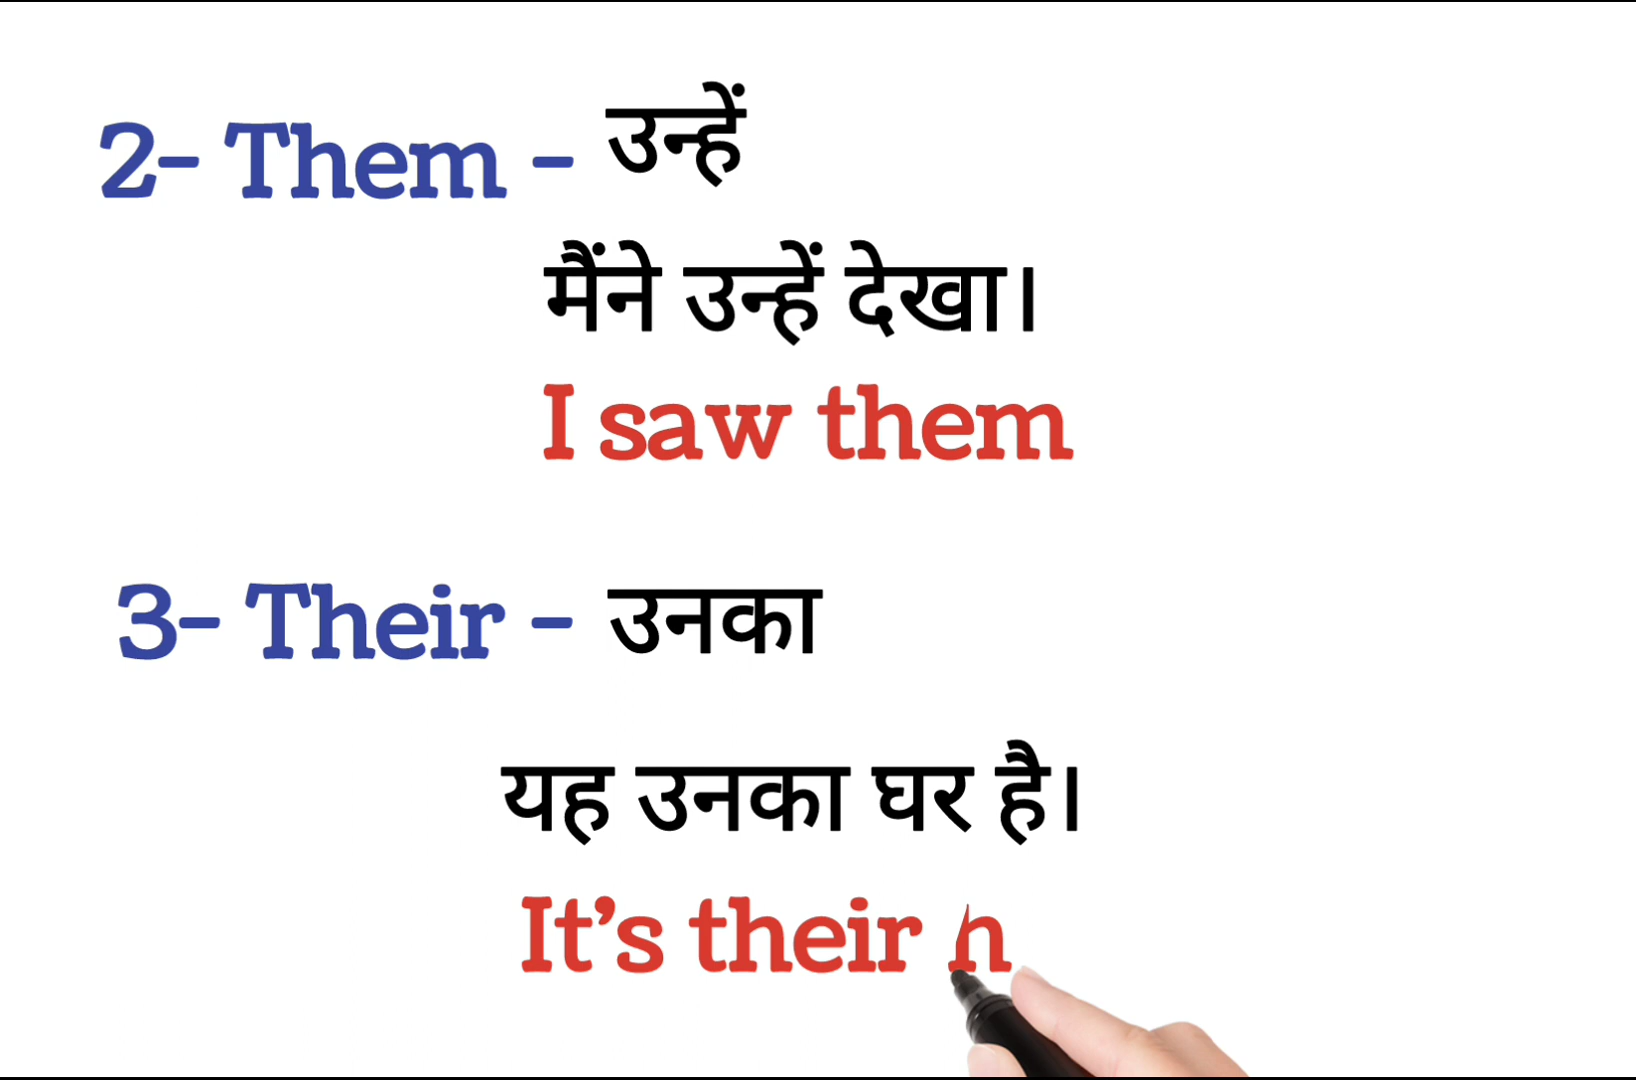 2- Them - उन्हें
मैंने उन्हें देखा।
I saw them
3- Their - उनका
यह उनका घर है।
It’s their